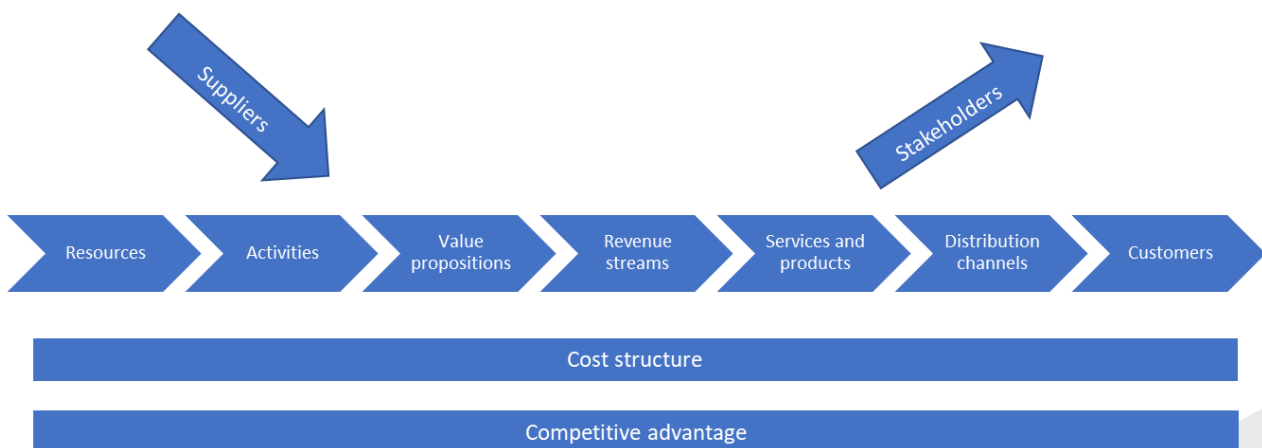 Suppliers
Stakeholders
Resources
Activities
Value
propositions
Revenue
streams
Services and
products
Distribution
channels
Customers
Cost structure
Competitive advantage